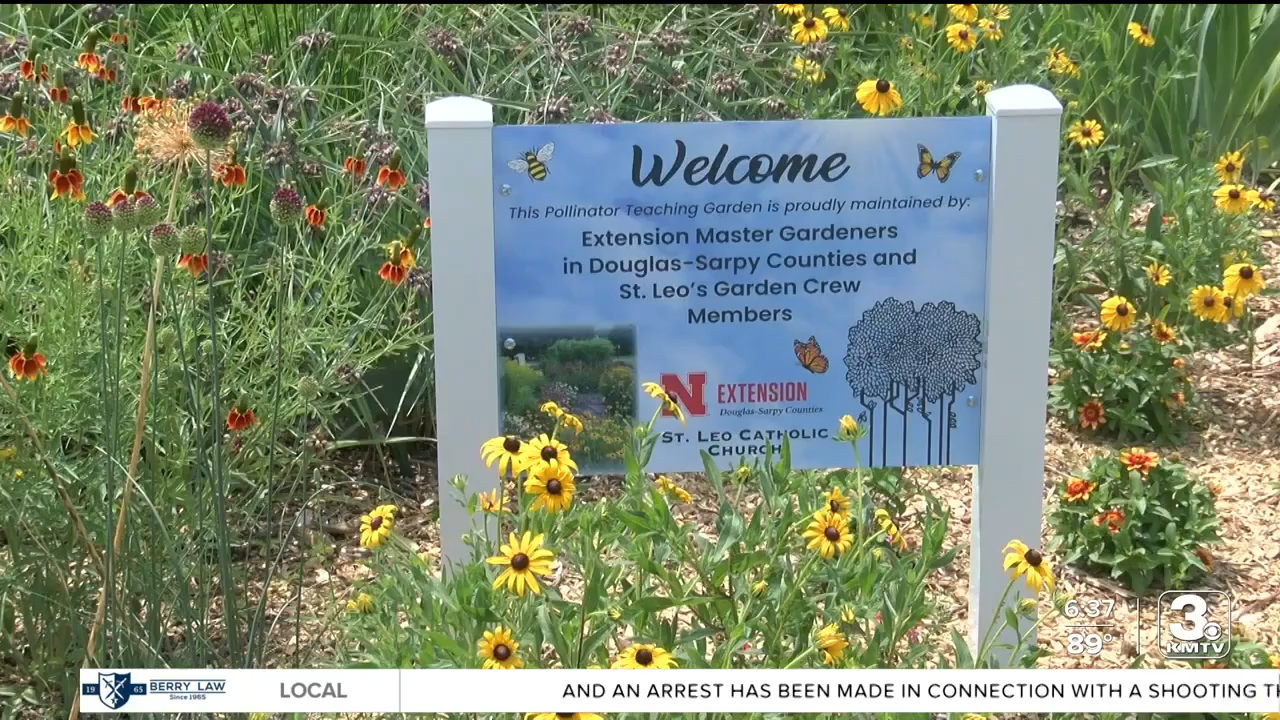 Welcome
This Pollinator Teaching Garden is proudly maintained by:
Extension Master Gardeners
in Douglas-Sarpy Counties and
St. Leo's Garden Crew
Members
N EXTENSION
Douglas-Sarpy Counties
St. Leo Catholic
Church
6:37
89°
3
KMTV
19 65 BERRY LAW
Since 1965
LOCAL
AND AN ARREST HAS BEEN MADE IN CONNECTION WITH A SHOOTING